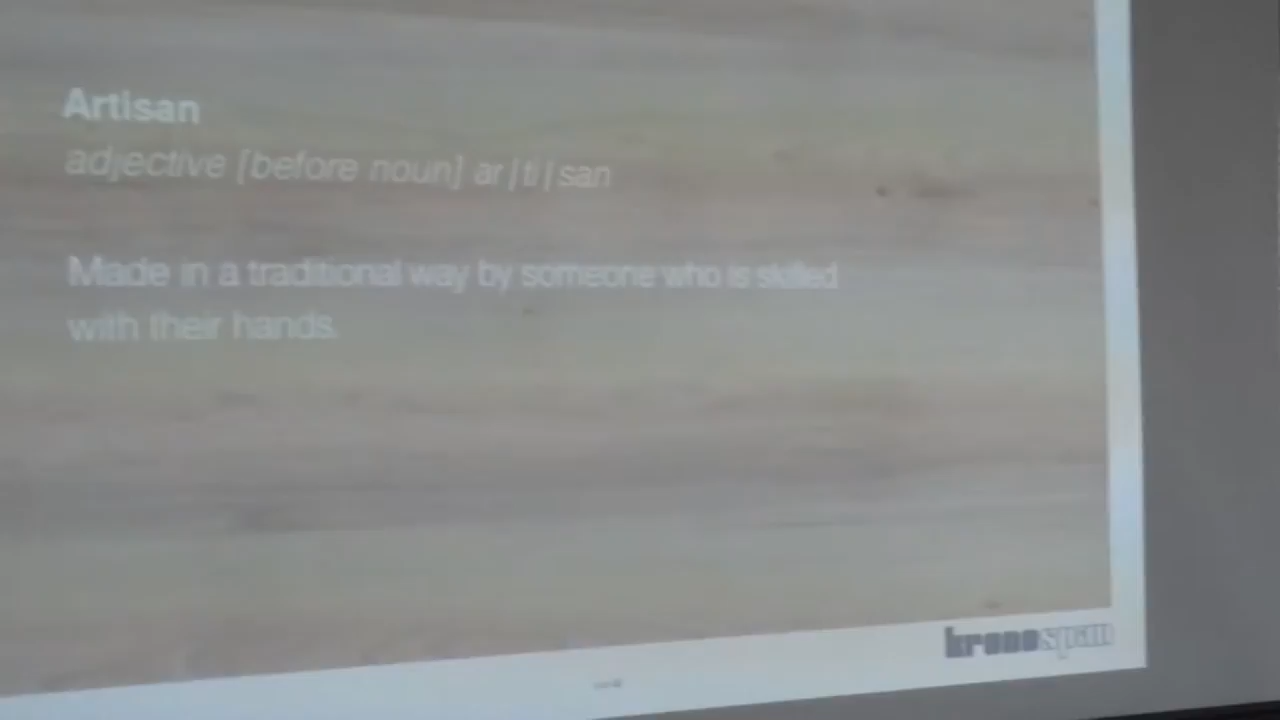 Artisan
adjective [before noun] ar|ti|san
Made in a traditional way by someone who is skilled
with their hands.
kronospan